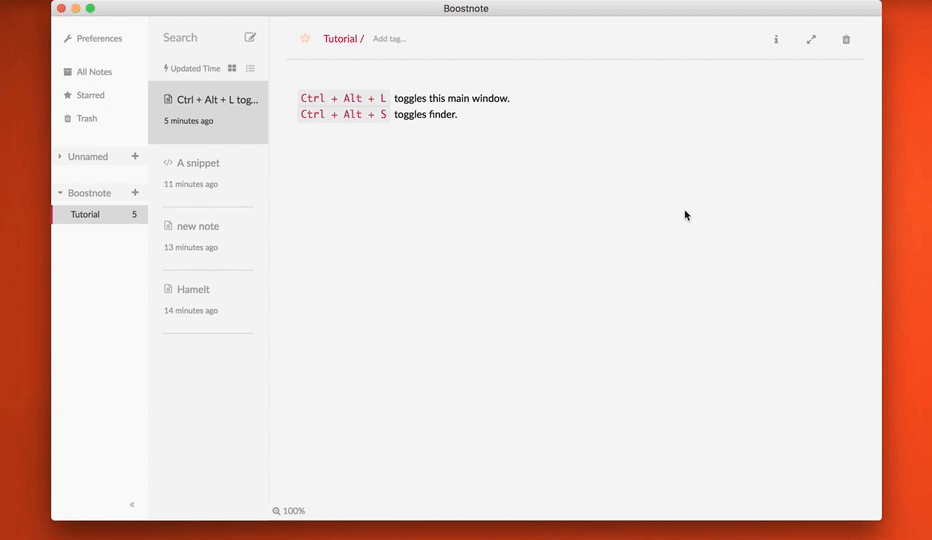 Boostnote
Preferences
All Notes
Starred
Trash
Unnamed
Boostnote
Tutorial 5
Search
Updated Time
Ctrl + Alt + L tog...
5 minutes ago
A snippet
11 minutes ago
new note
13 minutes ago
Hamelt
14 minutes ago
Tutorial / Add tag...
Ctrl + Alt + L toggles this main window.
Ctrl + Alt + S toggles finder.
100%